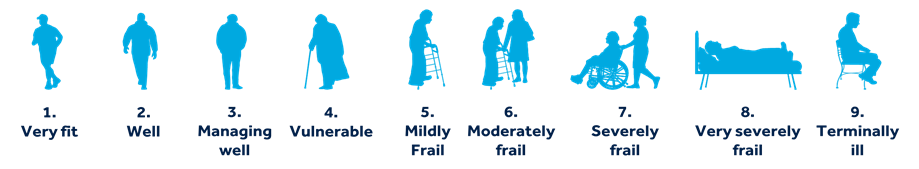 1.
Very fit
2.
Well
3.
Managing
well
4.
Vulnerable
5.
Mildly
Frail
6.
Moderately
frail
7.
Severely
frail
8.
Very severely
frail
9.
Terminally
ill